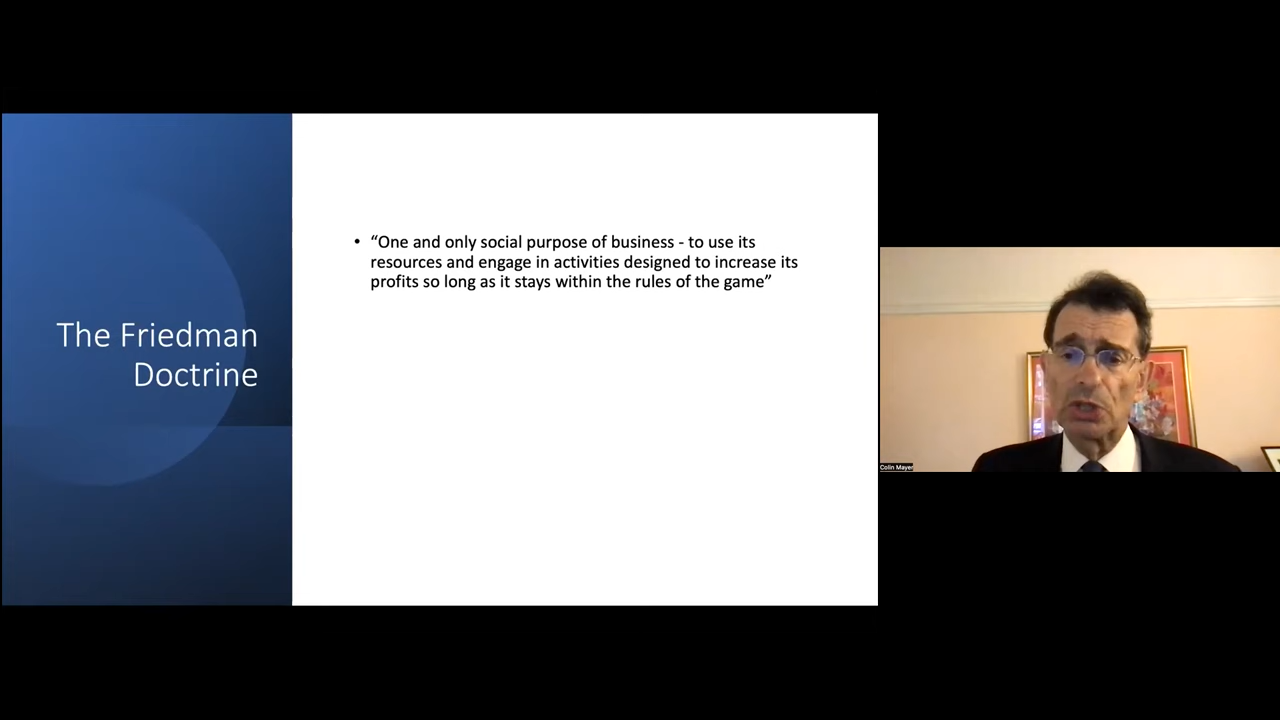 The Friedman
Doctrine
• “One and only social purpose of business - to use its
resources and engage in activities designed to increase its
profits so long as it stays within the rules of the game”
Colin Mayer